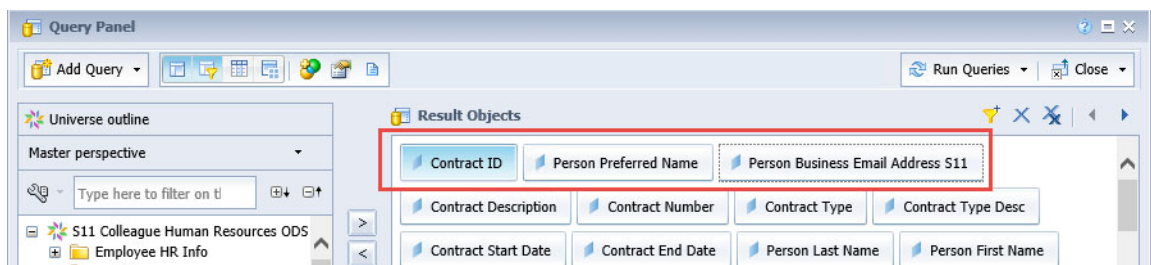 Query Panel
Add Query
Run Queries
Close
Universe outline
Result Objects
Master perspective
Contract ID
Person Preferred Name
Person Business Email Address S11
Type here to filter on t
Contract Description
Contract Number
Contract Type
Contract Type Desc
S11 Colleague Human Resources ODS
Employee HR Info
>
<
Contract Start Date
Contract End Date
Person Last Name
Person First Name